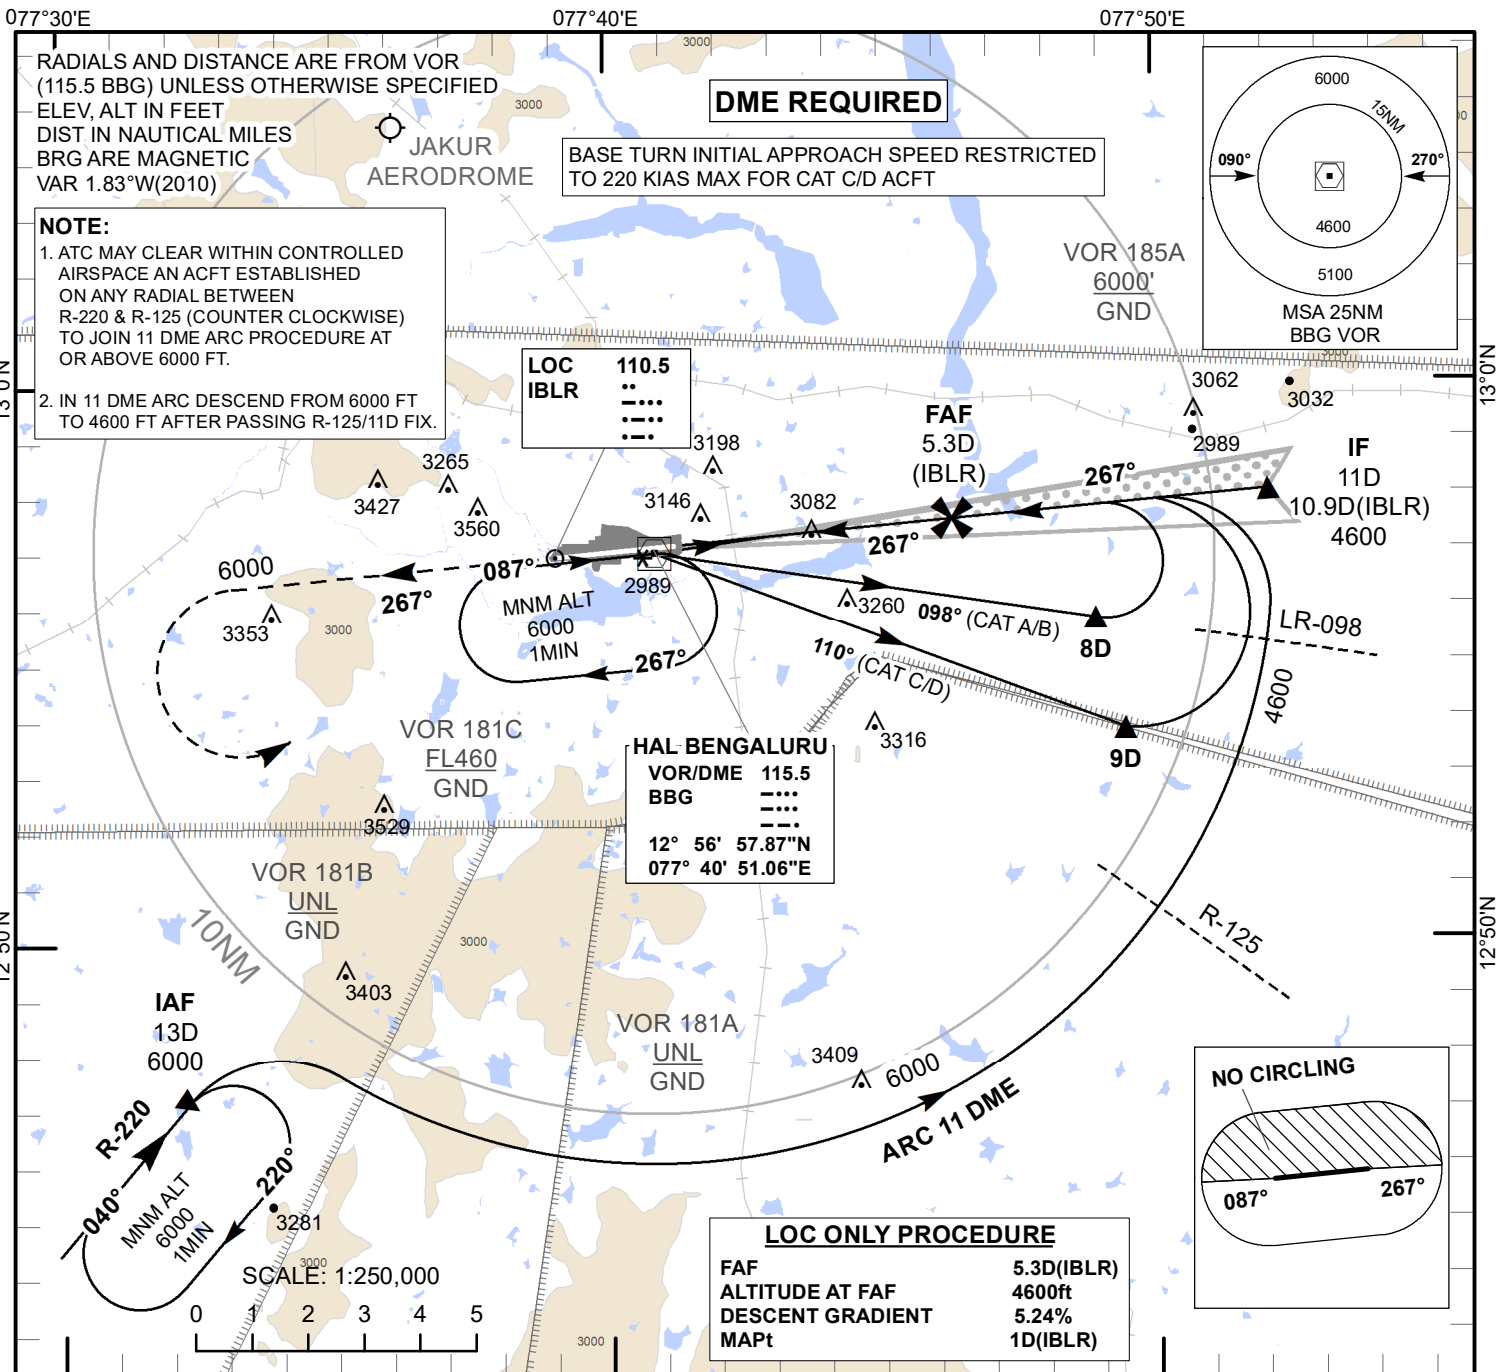 077°30'E
077°40'E
077°50'E
RADIALS AND DISTANCE ARE FROM VOR
(115.5 BBG) UNLESS OTHERWISE SPECIFIED
ELEV, ALT IN FEET
DIST IN NAUTICAL MILES
BRG ARE MAGNETIC
VAR 1.83°W(2010)
JAKUR
AERODROME
3000
3000
DME REQUIRED
BASE TURN INITIAL APPROACH SPEED RESTRICTED
TO 220 KIAS MAX FOR CAT C/D ACFT
6000
15NM
090°
270°
4600
5100
MSA 25NM
BBG VOR
3000
NOTE:
1. ATC MAY CLEAR WITHIN CONTROLLED
AIRSPACE AN ACFT ESTABLISHED
ON ANY RADIAL BETWEEN
R-220 & R-125 (COUNTER CLOCKWISE)
TO JOIN 11 DME ARC PROCEDURE AT
OR ABOVE 6000 FT.
2. IN 11 DME ARC DESCEND FROM 6000 FT
TO 4600 FT AFTER PASSING R-125/11D FIX.
VOR 185A
6000'
GND
13°0'N
13°0'N
LOC 110.5
IBLR
3062
3032
2989
FAF
5.3D
(IBLR)
IF
11D
10.9D(IBLR)
4600
267°
3198
3265
3427
3560
3146
3082
267°
6000
087°
267°
2989
MNM ALT
6000
1MIN
267°
3353
3000
3260
098° (CAT A/B)
8D
LR-098
110° (CAT C/D)
4600
3316
9D
VOR 181C
FL460
GND
HAL BENGALURU
VOR/DME 115.5
BBG
12° 56' 57.87"N
077° 40' 51.06"E
3529
VOR 181B
UNL
GND
10NM
3000
R-125
12°50'N
12°50'N
3403
IAF
13D
6000
VOR 181A
UNL
GND
3409
6000
ARC 11 DME
R-220
040°
220°
MNM ALT
6000
1MIN
3281
3000
SCALE: 1:250,000
0 1 2 3 4 5
3000
NO CIRCLING
087°
267°
LOC ONLY PROCEDURE
FAF 5.3D(IBLR)
ALTITUDE AT FAF 4600ft
DESCENT GRADIENT 5.24%
MAPt 1D(IBLR)